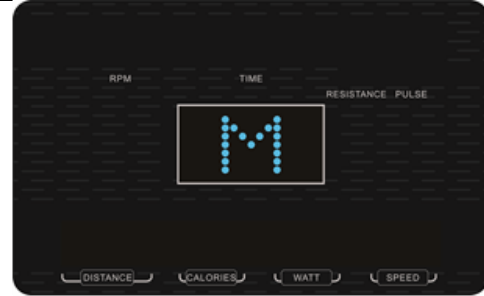 RPM TIME
RESISTANCE PULSE
M
DISTANCE CALORIES WATT SPEED